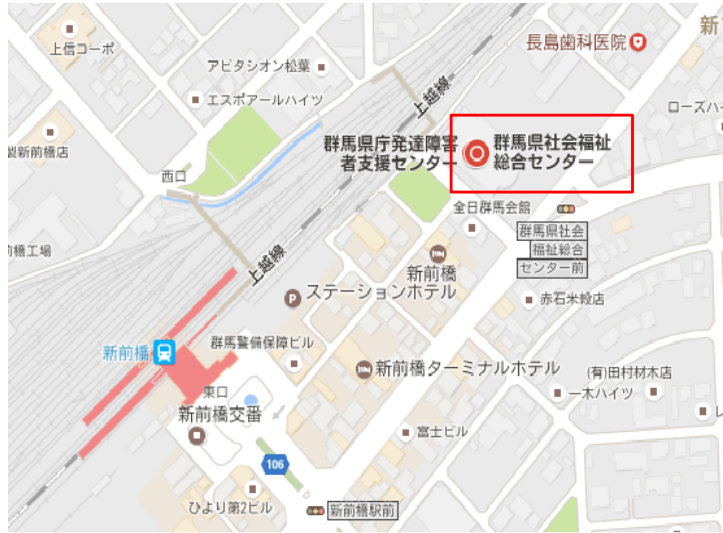 新
上信コーポ
長島歯科医院
アビタシオン松葉
上越線
エスポアールハイツ
ローズハ
群馬県庁発達障害
者支援センター
群馬県社会福祉
総合センター
製新前橋店
西口
全日群馬会館
群馬県社会
福祉総合
センター前
前橋工場
上越線
新前橋
ステーションホテル
P
赤石米穀店
群馬警備保障ビル
新前橋
新前橋ターミナルホテル
(有)田村材木店
一木ハイツ
レ
東口
新前橋交番
富士ビル
106
ひより第2ビル
新前橋駅前